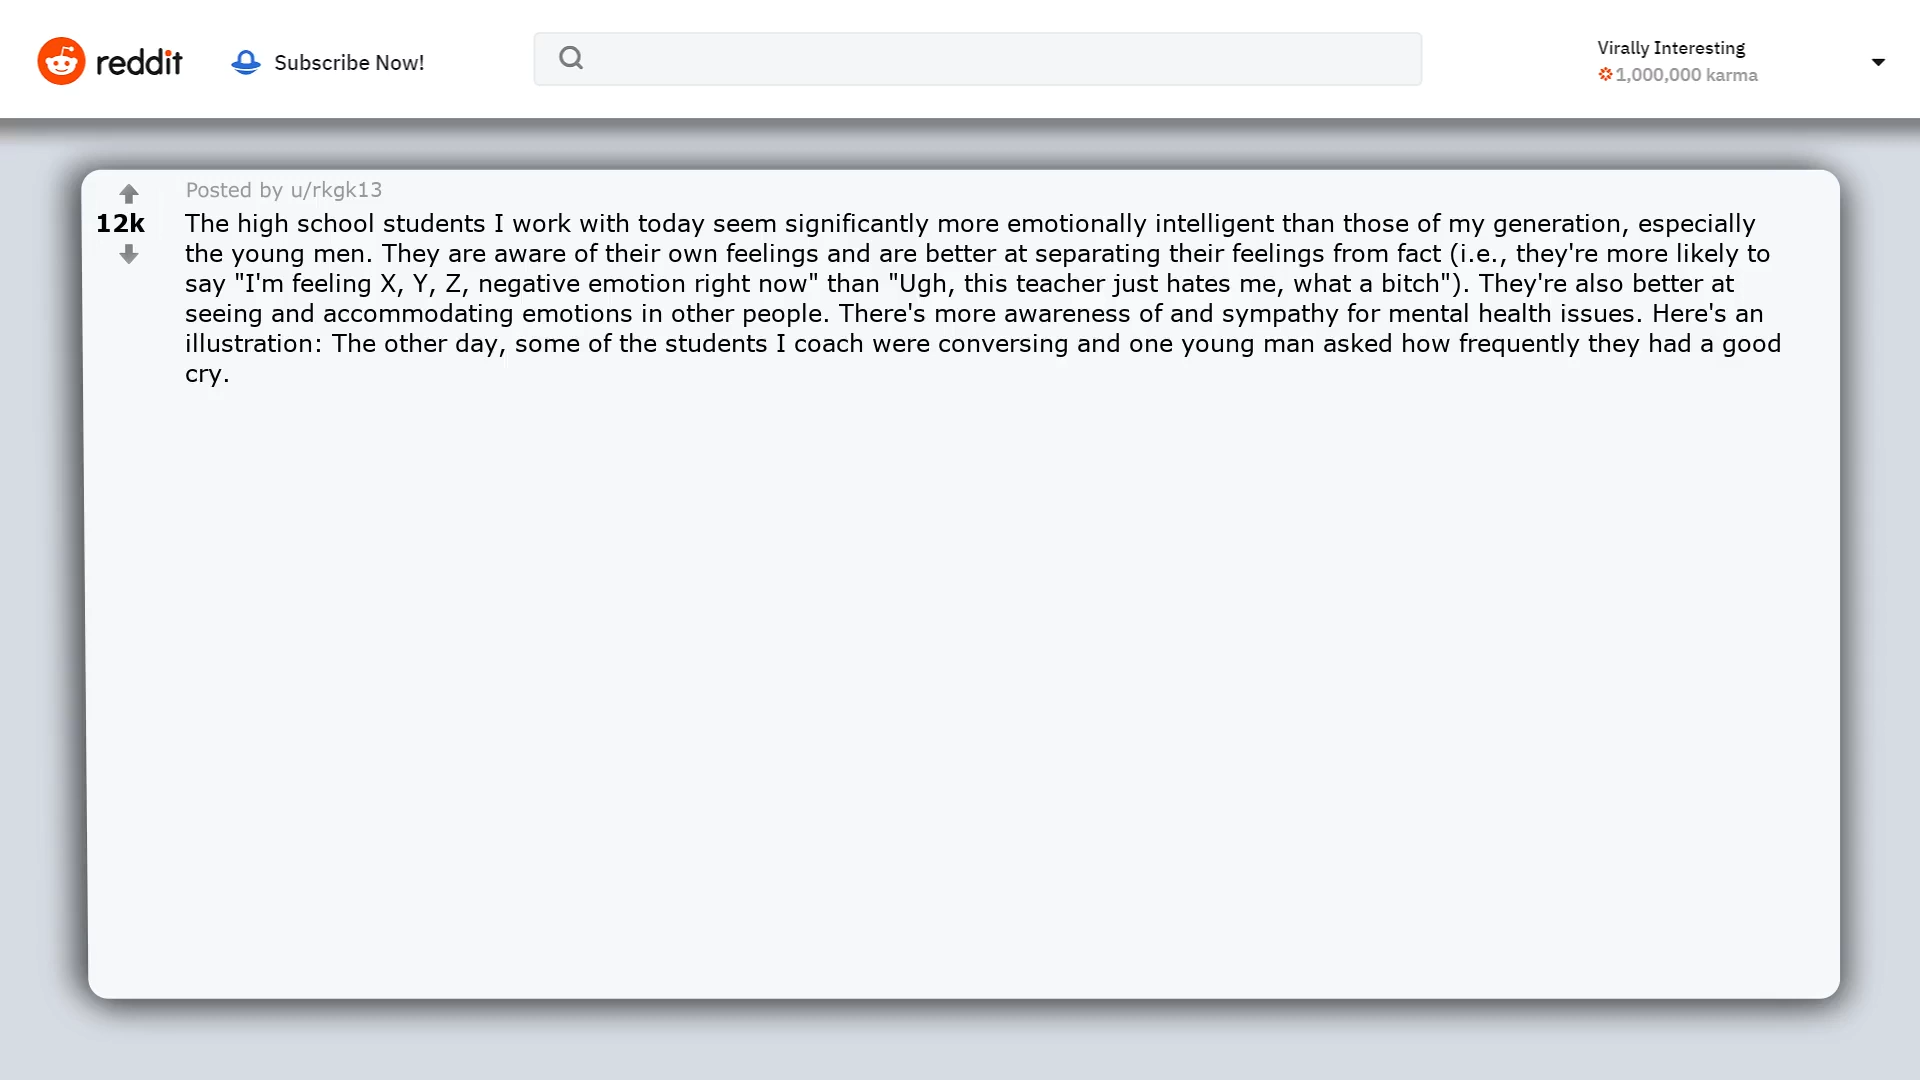 reddit
Subscribe Now!
Virally Interesting
1,000,000 karma
Posted by u/rkgk13
12k
The high school students I work with today seem significantly more emotionally intelligent than those of my generation, especially
the young men. They are aware of their own feelings and are better at separating their feelings from fact (i.e., they're more likely to
say "I'm feeling X, Y, Z, negative emotion right now" than "Ugh, this teacher just hates me, what a bitch"). They're also better at
seeing and accommodating emotions in other people. There's more awareness of and sympathy for mental health issues. Here's an
illustration: The other day, some of the students I coach were conversing and one young man asked how frequently they had a good
cry.